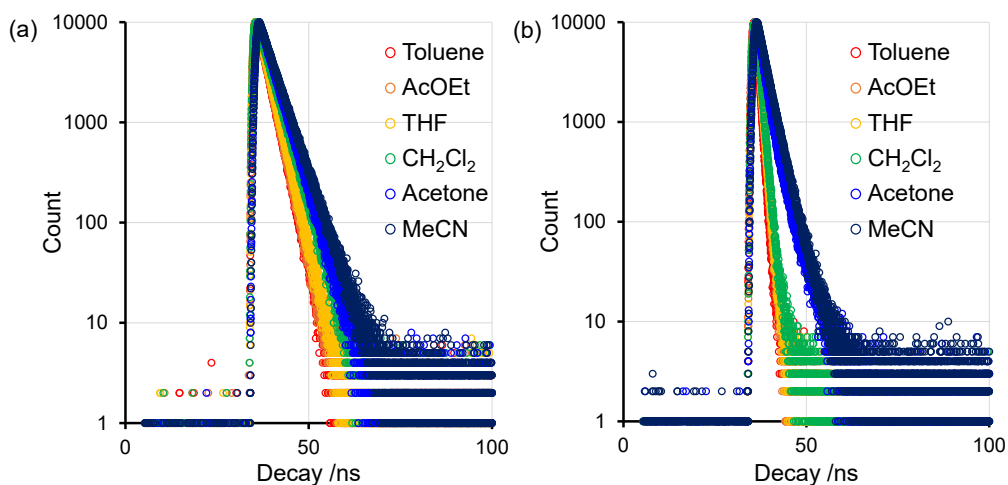 (a)
Count
10000
1000
100
10
1
0
50
100
Decay /ns
Toluene
AcOEt
THF
CH2Cl2
Acetone
MeCN
(b)
Count
10000
1000
100
10
1
0
50
100
Decay /ns
Toluene
AcOEt
THF
CH2Cl2
Acetone
MeCN